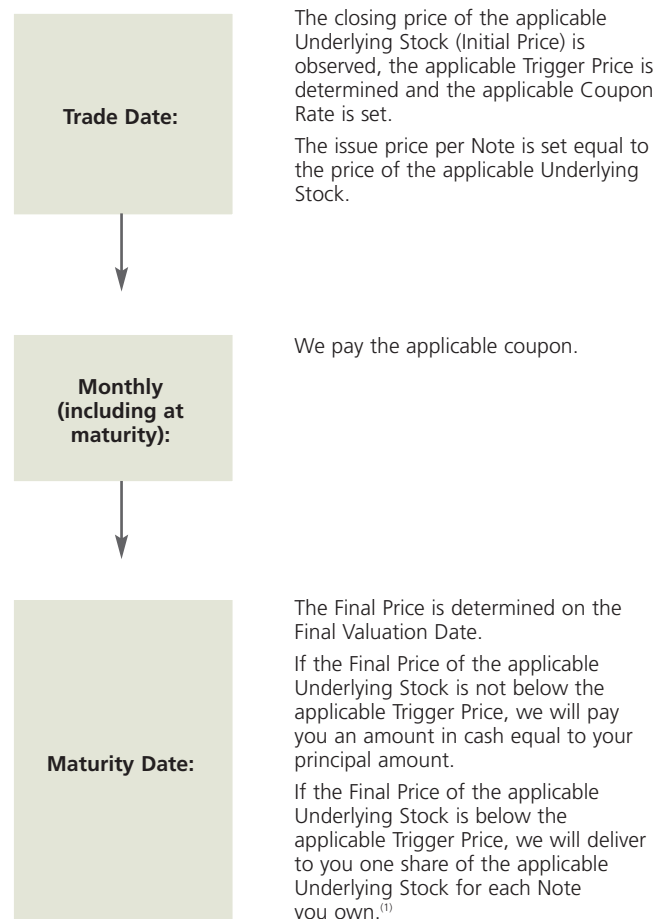 Trade Date:
The closing price of the applicable
Underlying Stock (Initial Price) is
observed, the applicable Trigger Price is
determined and the applicable Coupon
Rate is set.
The issue price per Note is set equal to
the price of the applicable Underlying
Stock.
Monthly
(including at
maturity):
We pay the applicable coupon.
Maturity Date:
The Final Price is determined on the
Final Valuation Date.
If the Final Price of the applicable
Underlying Stock is not below the
applicable Trigger Price, we will pay
you an amount in cash equal to your
principal amount.
If the Final Price of the applicable
Underlying Stock is below the
applicable Trigger Price, we will deliver
to you one share of the applicable
Underlying Stock for each Note
you own.(1)